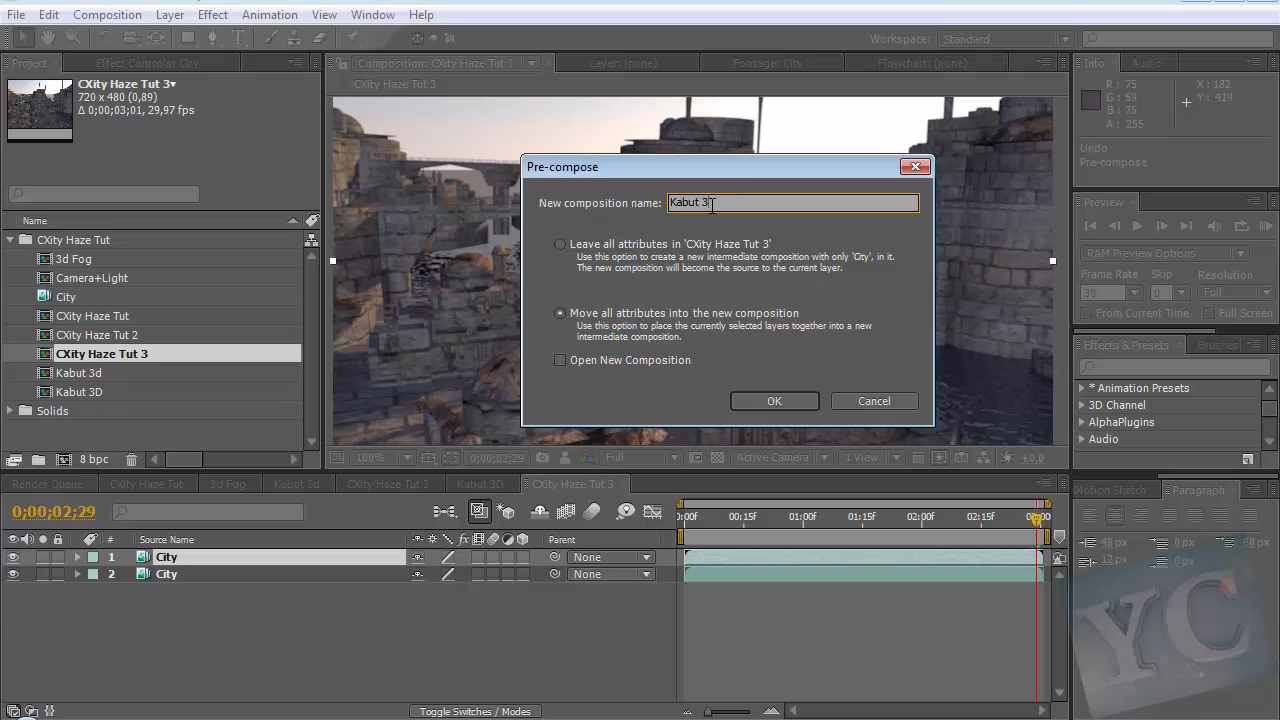 File Edit Composition Layer Effect Animation View Window Help
Workspace: Standard
Project Effect Controls: City
Composition: CXity Haze Tut 3 Layer: (none) Footage: City Flowchart: (none)
Info Audio
CXity Haze Tut 3
CXity Haze Tut 3▾
720 x 480 (0,89)
Δ 0;00;03;01, 29,97 fps
R : 75
G : 69
B : 75
A : 255
X : 182
Y : 414
Undo
Pre-compose
Preview
RAM Preview Options
Frame Rate Skip Resolution
30 0 Full
From Current Time Full Screen
Effects & Presets Brushes
* Animation Presets
3D Channel
AlphaPlugins
Audio
Name
CXity Haze Tut
3d Fog
Camera+Light
City
CXity Haze Tut
CXity Haze Tut 2
CXity Haze Tut 3
Kabut 3d
Kabut 3D
Solids
8 bpc
Pre-compose
New composition name: Kabut 3
Leave all attributes in 'CXity Haze Tut 3'
Use this option to create a new intermediate composition with only 'City', in it.
The new composition will become the source to the current layer.
Move all attributes into the new composition
Use this option to place the currently selected layers together into a new
intermediate composition.
Open New Composition
OK Cancel
100% 0;00;02;29 Full Active Camera 1 View +0,0
Render Queue CXity Haze Tut 3d Fog Kabut 3d CXity Haze Tut 2 Kabut 3D CXity Haze Tut 3
Motion Sketch Paragraph
0;00;02;29
:00f 00:15f 01:00f 01:15f 02:00f 02:15f
# Source Name Parent
1 City None
2 City None
48 px 0 px -68 px
12 px 0 px
YC
Toggle Switches / Modes